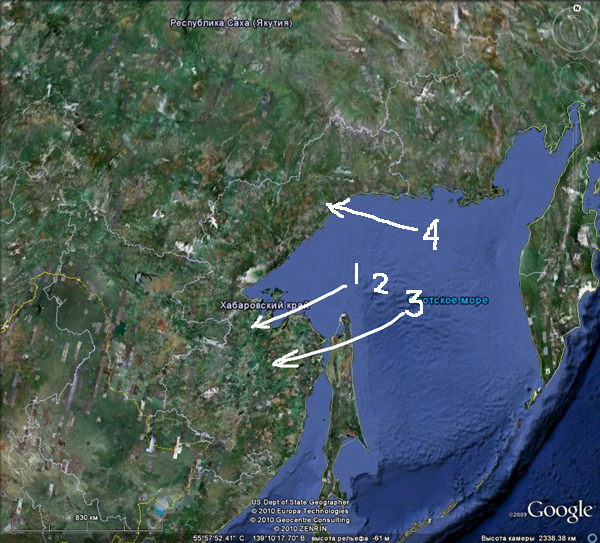 N
Республика Саха (Якутия)
4
1 2 3
отское море
Хабаровский край
US Dept of State Geographer
© 2010 Europa Technologies
© 2010 Geocentre Consulting
© 2010 ZENRIN
©2009 Google
830 км
55°57'52.41" С. 139°10'17.70" В высота рельефа -61 м Высота камеры 2338.38 км